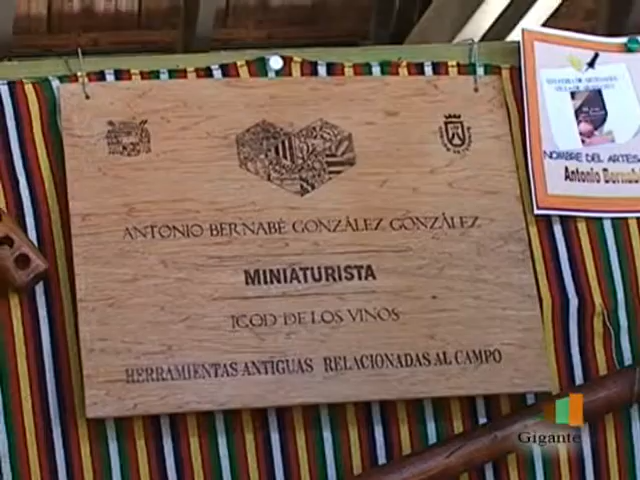 ANTONIO BERNABÉ GONZÁLEZ GONZÁLEZ
MINIATURISTA
ICOD DE LOS VINOS
HERRAMIENTAS ANTIGUAS RELACIONADAS AL CAMPO
NOMBRE DEL ARTESA
Antonio Bernabé
Gigante